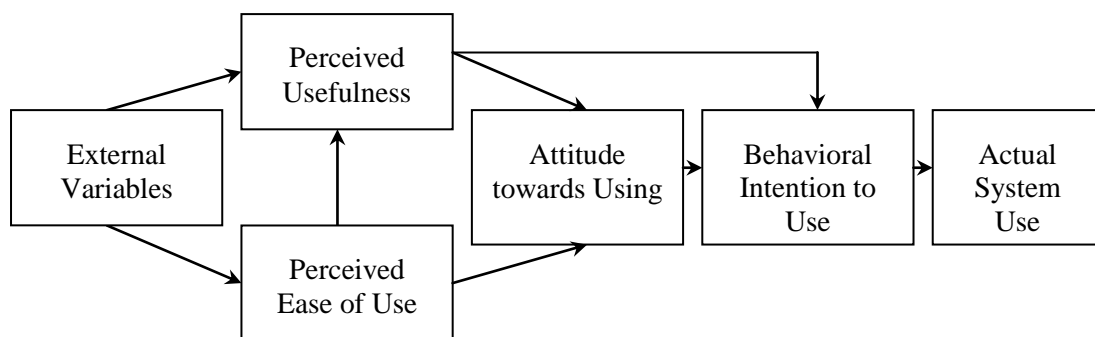 Perceived
Usefulness
External
Variables
Attitude
towards Using
Behavioral
Intention to
Use
Actual
System
Use
Perceived
Ease of Use